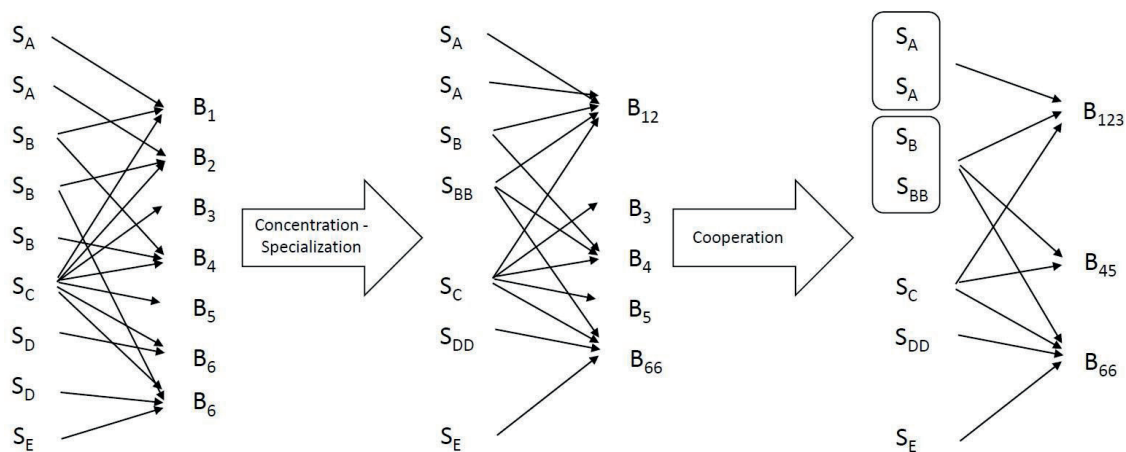 S_A
S_A
S_B
S_B
S_B
S_C
S_D
S_D
S_E
B_1
B_2
B_3
B_4
B_5
B_6
B_6
Concentration -
Specialization
S_A
S_A
S_B
S_BB
S_C
S_DD
S_E
B_12
B_3
B_4
B_5
B_66
Cooperation
S_A
S_A
S_B
S_BB
S_C
S_DD
S_E
B_123
B_45
B_66